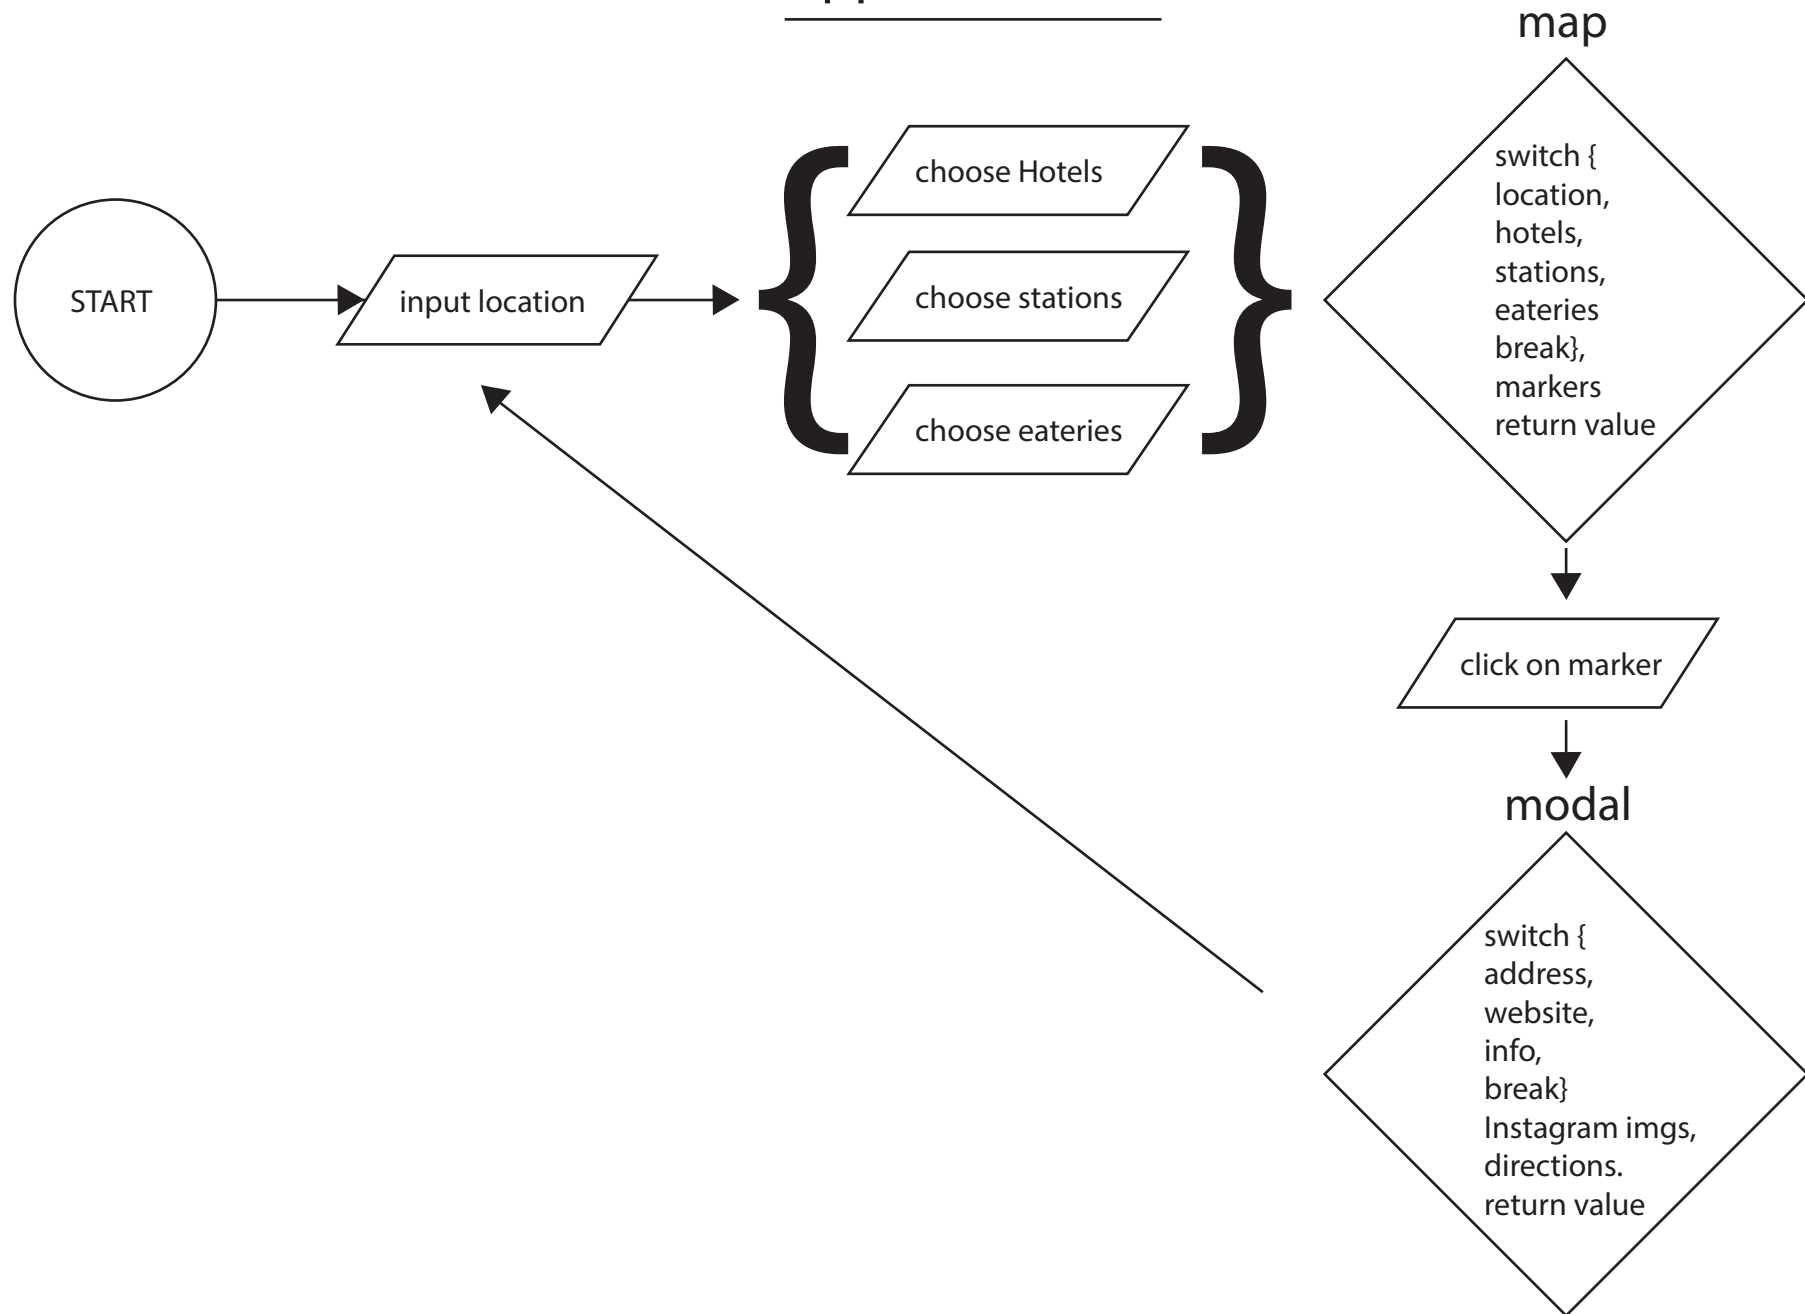 map
START
input location
choose Hotels
choose stations
choose eateries
switch {
location,
hotels,
stations,
eateries
break},
markers
return value
click on marker
modal
switch {
address,
website,
info,
break}
Instagram imgs,
directions.
return value